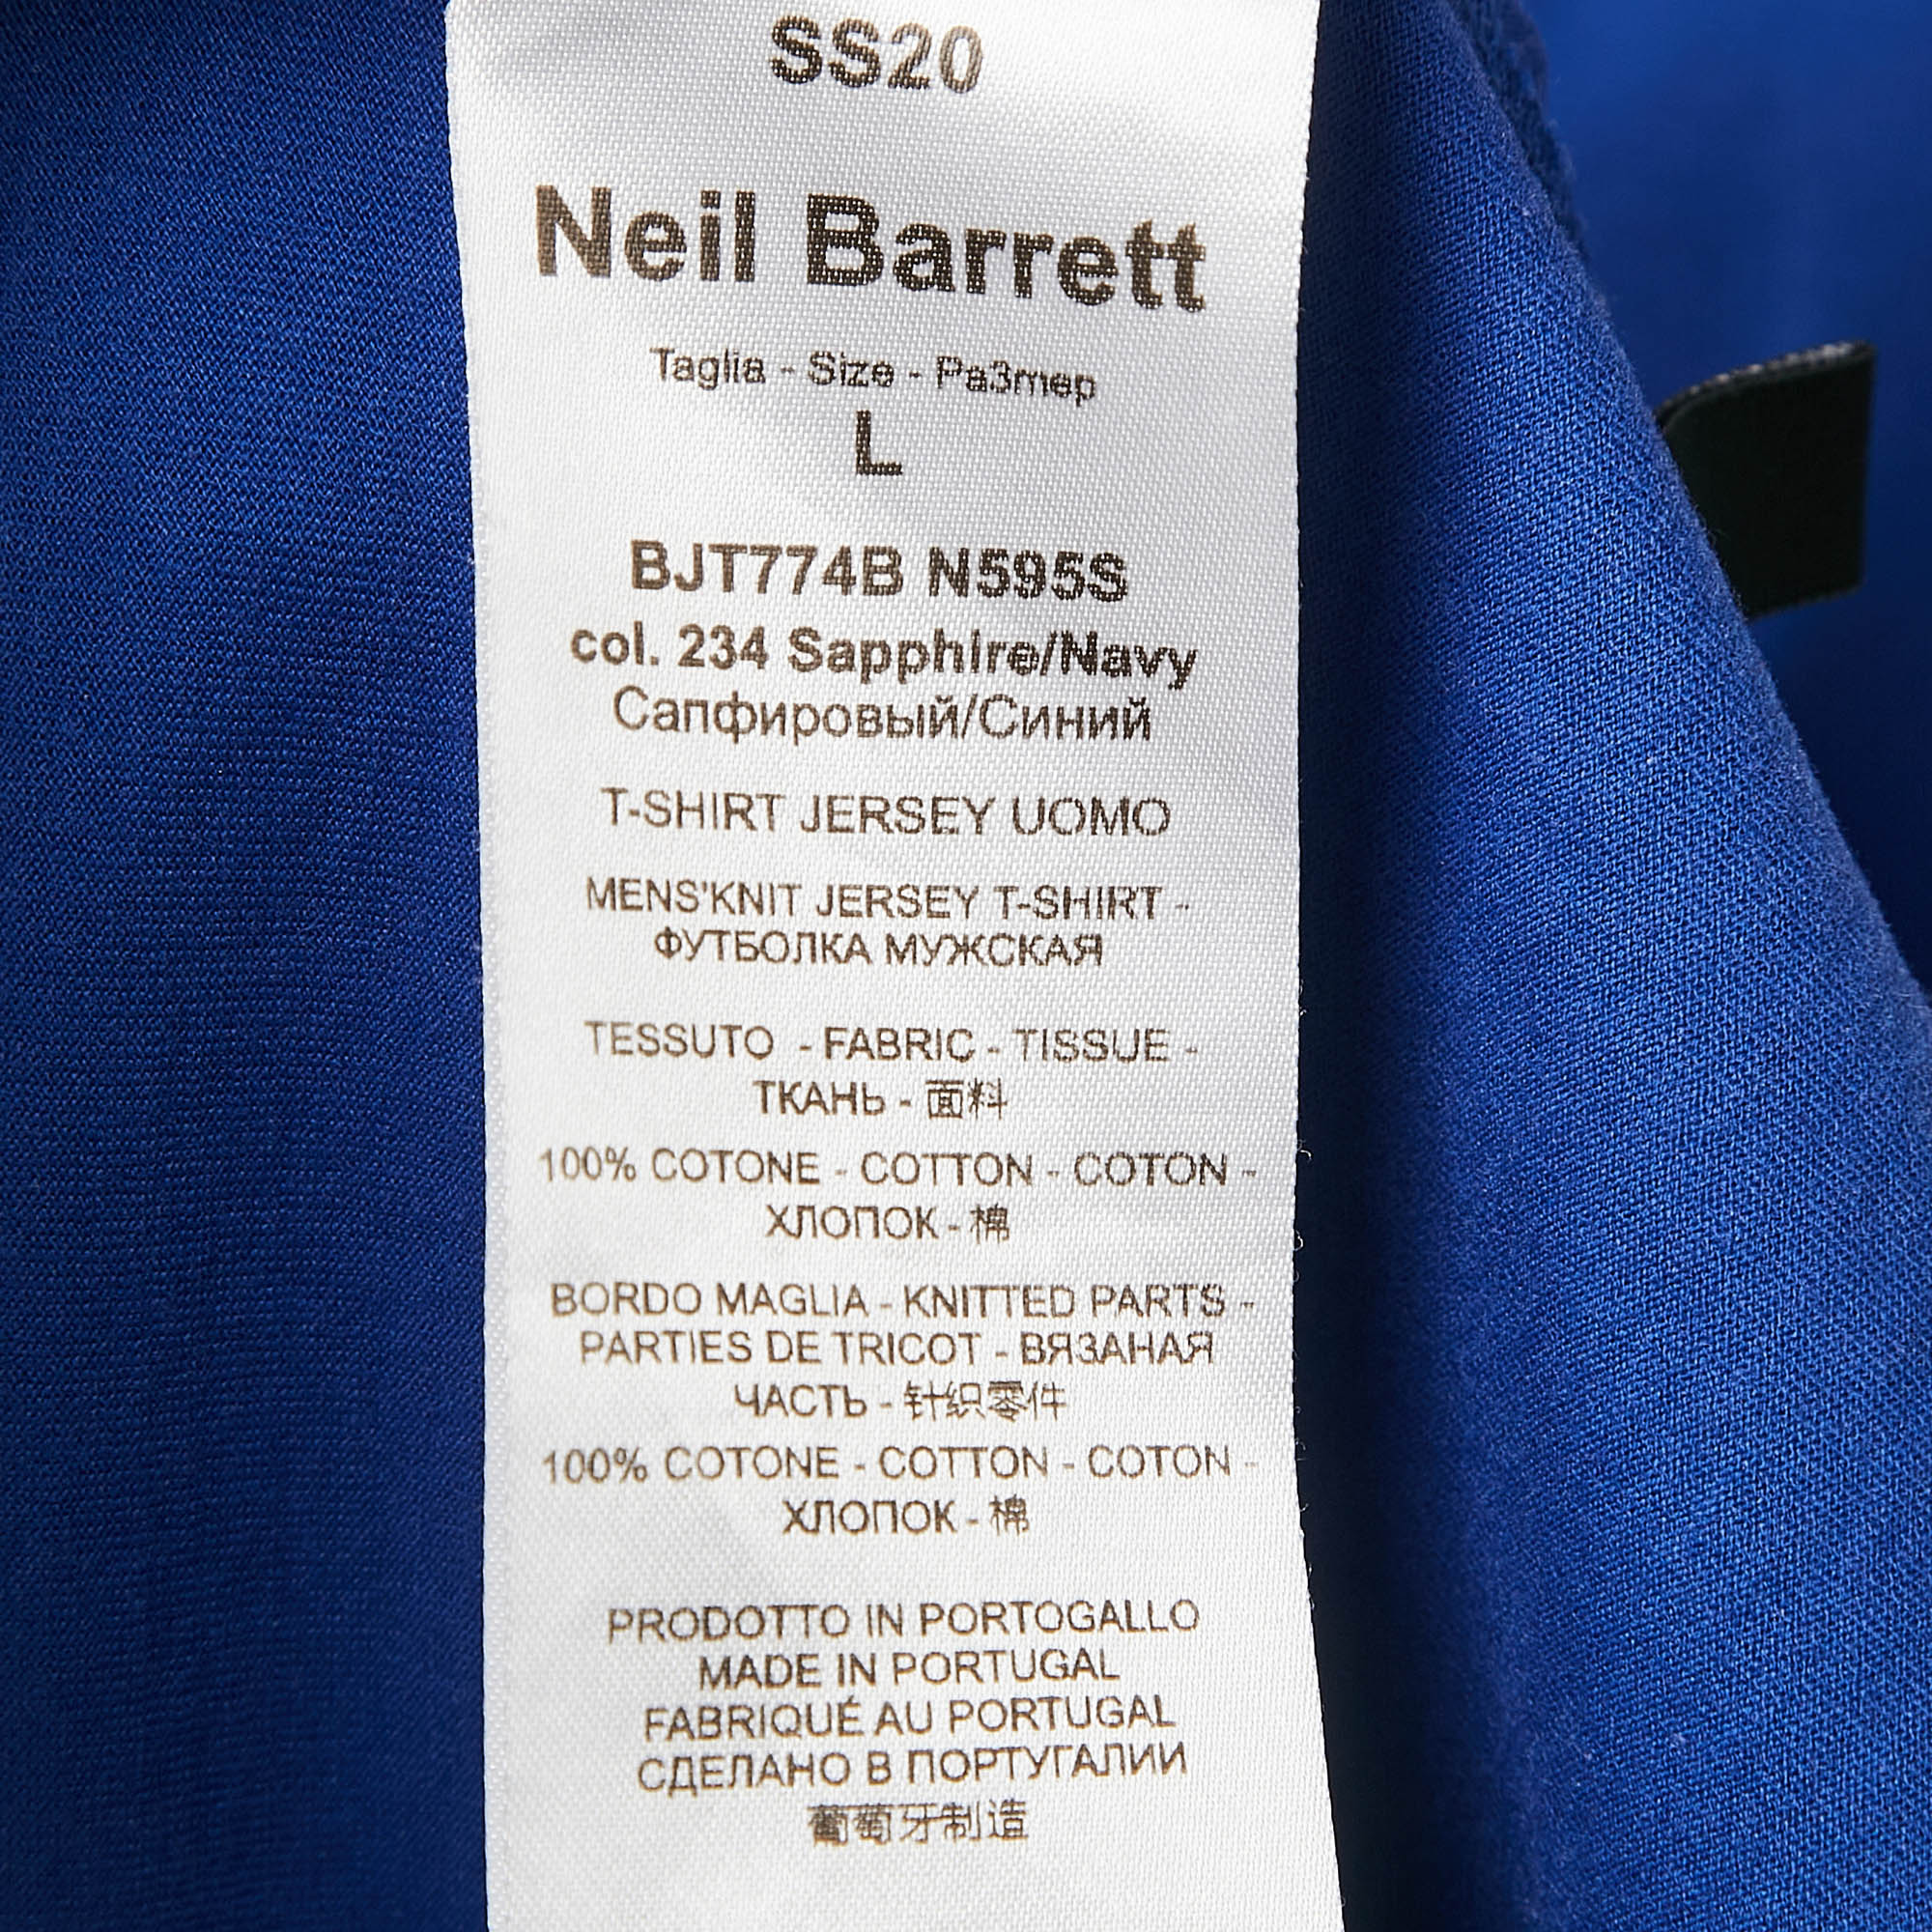 SS20
Neil Barrett
Taglia - Size - Pa3mep
L
BJT774B N595S
col. 234 Sapphire/Navy
Сапфировый/Синий
T-SHIRT JERSEY UOMO
MENS'KNIT JERSEY T-SHIRT -
ФУТБОЛКА МУЖСКАЯ
TESSUTO - FABRIC - TISSUE -
ТКАНЬ - 面料
100% COTONE - COTTON - COTON -
ХЛОПОК - 棉
BORDO MAGLIA - KNITTED PARTS -
PARTIES DE TRICOT - ВЯЗАНАЯ
ЧАСТЬ - 针织零件
100% COTONE - COTTON - COTON -
ХЛОПОК - 棉
PRODOTTO IN PORTOGALLO
MADE IN PORTUGAL
FABRIQUÉ AU PORTUGAL
СДЕЛАНО В ПОРТУГАЛИИ
葡萄牙制造